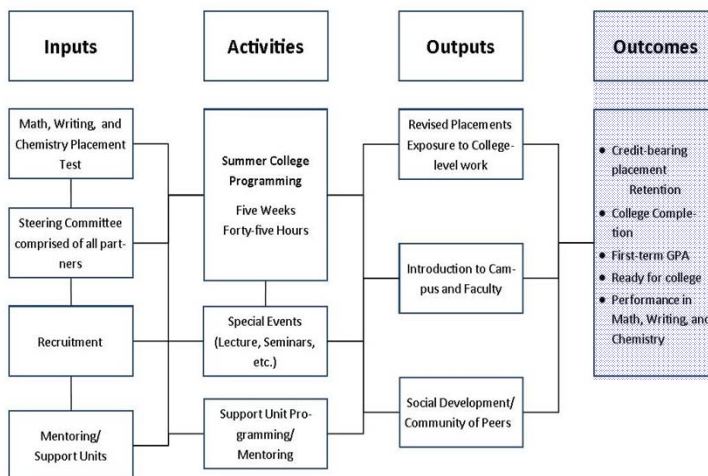 Inputs
Activities
Outputs
Outcomes
Math, Writing, and
Chemistry Placement
Test
Steering Committee
comprised of all part-
ners
Recruitment
Mentoring/
Support Units
Summer College
Programming
Five Weeks
Forty-five Hours
Special Events
(Lecture, Seminars,
etc.)
Support Unit Pro-
gramming/
Mentoring
Revised Placements
Exposure to College-
level work
Introduction to Cam-
pus and Faculty
Social Development/
Community of Peers
• Credit-bearing
placement
Retention
• College Comple-
tion
• First-term GPA
• Ready for college
• Performance in
Math, Writing, and
Chemistry